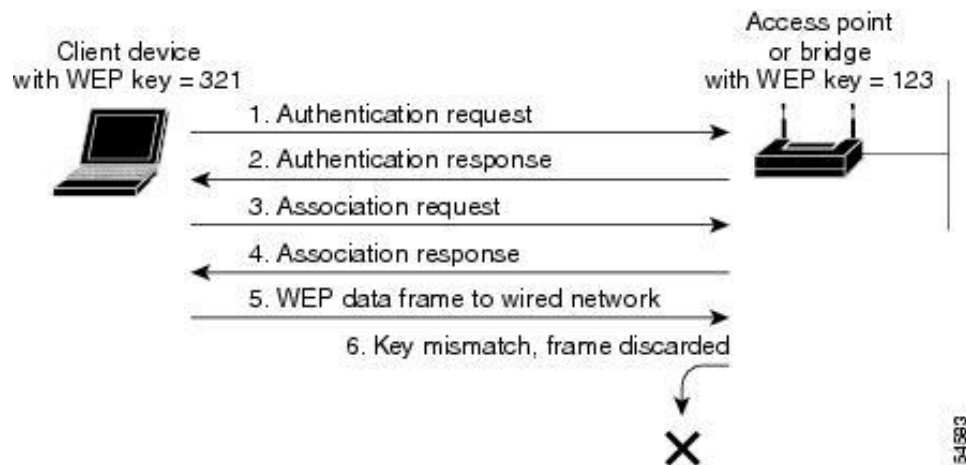 Client device
with WEP key = 321
Access point
or bridge
with WEP key = 123
1. Authentication request
2. Authentication response
3. Association request
4. Association response
5. WEP data frame to wired network
6. Key mismatch, frame discarded
54583